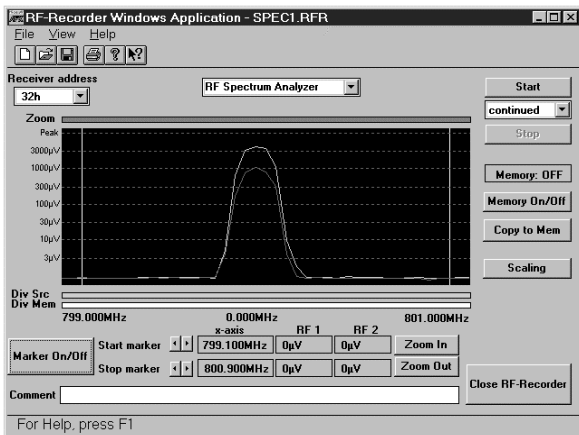 RF-Recorder Windows Application - SPEC1.RFR
File View Help
Receiver address
32h
RF Spectrum Analyzer
Start
continued
Stop
Zoom
Peak
3000µV
1000µV
300µV
100µV
30µV
10µV
3µV
Memory: OFF
Memory On/Off
Copy to Mem
Scaling
Div Src
Div Mem
799.000MHz 0.000MHz 801.000MHz
x-axis RF 1 RF 2
Marker On/Off
Start marker 799.100MHz 0µV 0µV Zoom In
Stop marker 800.900MHz 0µV 0µV Zoom Out
Close RF-Recorder
Comment
For Help, press F1